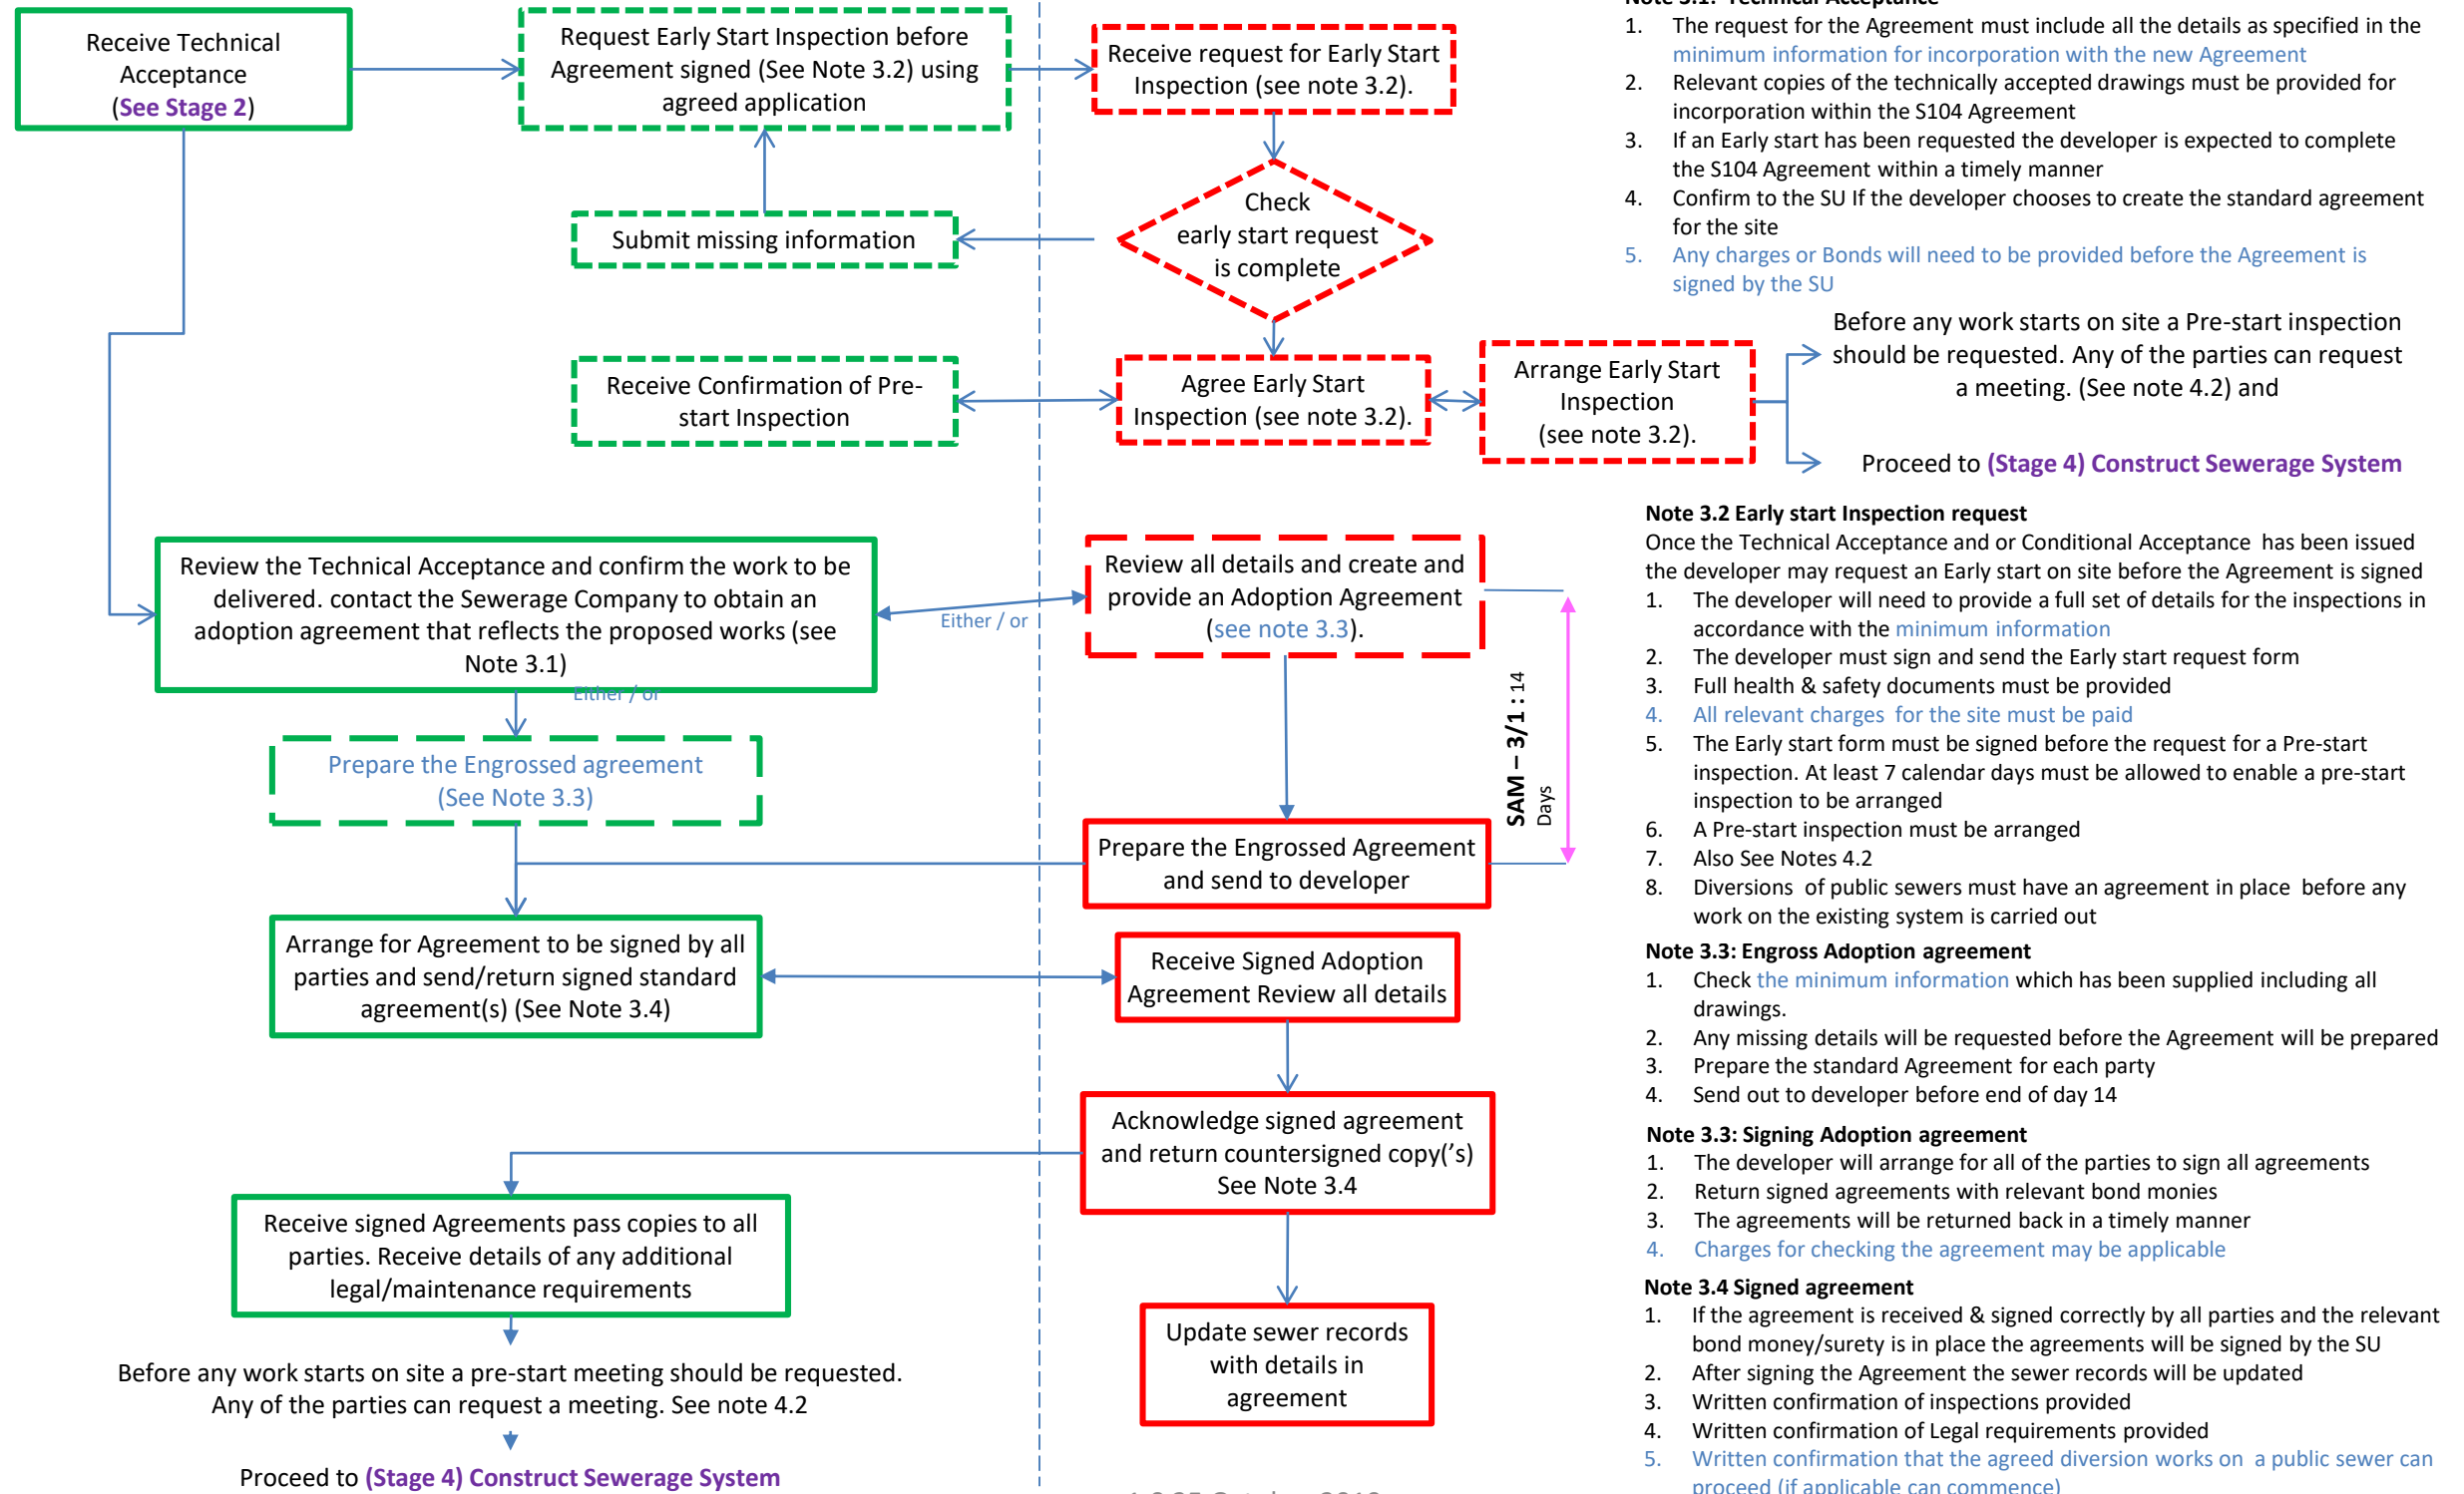 Receive Technical
Acceptance
(See Stage 2)
Request Early Start Inspection before
Agreement signed (See Note 3.2) using
agreed application
Receive request for Early Start
Inspection (see note 3.2).
Submit missing information
Check
early start request
is complete
Receive Confirmation of Pre-
start Inspection
Agree Early Start
Inspection (see note 3.2).
Arrange Early Start
Inspection
(see note 3.2).
Before any work starts on site a Pre-start inspection
should be requested. Any of the parties can request
a meeting. (See note 4.2) and
Proceed to (Stage 4) Construct Sewerage System
Review the Technical Acceptance and confirm the work to be
delivered. contact the Sewerage Company to obtain an
adoption agreement that reflects the proposed works (see
Note 3.1)
Either / or
Review all details and create and
provide an Adoption Agreement
(see note 3.3).
Either / or
Prepare the Engrossed agreement
(See Note 3.3)
SAM – 3/1 : 14
Days
Prepare the Engrossed Agreement
and send to developer
Arrange for Agreement to be signed by all
parties and send/return signed standard
agreement(s) (See Note 3.4)
Receive Signed Adoption
Agreement Review all details
Acknowledge signed agreement
and return countersigned copy('s)
See Note 3.4
Receive signed Agreements pass copies to all
parties. Receive details of any additional
legal/maintenance requirements
Update sewer records
with details in
agreement
Before any work starts on site a pre-start meeting should be requested.
Any of the parties can request a meeting. See note 4.2
Proceed to (Stage 4) Construct Sewerage System
Note 3.1: Technical Acceptance
1. The request for the Agreement must include all the details as specified in the
minimum information for incorporation with the new Agreement
2. Relevant copies of the technically accepted drawings must be provided for
incorporation within the S104 Agreement
3. If an Early start has been requested the developer is expected to complete
the S104 Agreement within a timely manner
4. Confirm to the SU If the developer chooses to create the standard agreement
for the site
5. Any charges or Bonds will need to be provided before the Agreement is
signed by the SU
Note 3.2 Early start Inspection request
Once the Technical Acceptance and or Conditional Acceptance has been issued
the developer may request an Early start on site before the Agreement is signed
1. The developer will need to provide a full set of details for the inspections in
accordance with the minimum information
2. The developer must sign and send the Early start request form
3. Full health & safety documents must be provided
4. All relevant charges for the site must be paid
5. The Early start form must be signed before the request for a Pre-start
inspection. At least 7 calendar days must be allowed to enable a pre-start
inspection to be arranged
6. A Pre-start inspection must be arranged
7. Also See Notes 4.2
8. Diversions of public sewers must have an agreement in place before any
work on the existing system is carried out
Note 3.3: Engross Adoption agreement
1. Check the minimum information which has been supplied including all
drawings.
2. Any missing details will be requested before the Agreement will be prepared
3. Prepare the standard Agreement for each party
4. Send out to developer before end of day 14
Note 3.3: Signing Adoption agreement
1. The developer will arrange for all of the parties to sign all agreements
2. Return signed agreements with relevant bond monies
3. The agreements will be returned back in a timely manner
4. Charges for checking the agreement may be applicable
Note 3.4 Signed agreement
1. If the agreement is received & signed correctly by all parties and the relevant
bond money/surety is in place the agreements will be signed by the SU
2. After signing the Agreement the sewer records will be updated
3. Written confirmation of inspections provided
4. Written confirmation of Legal requirements provided
5. Written confirmation that the agreed diversion works on a public sewer can
proceed (if applicable can commence)